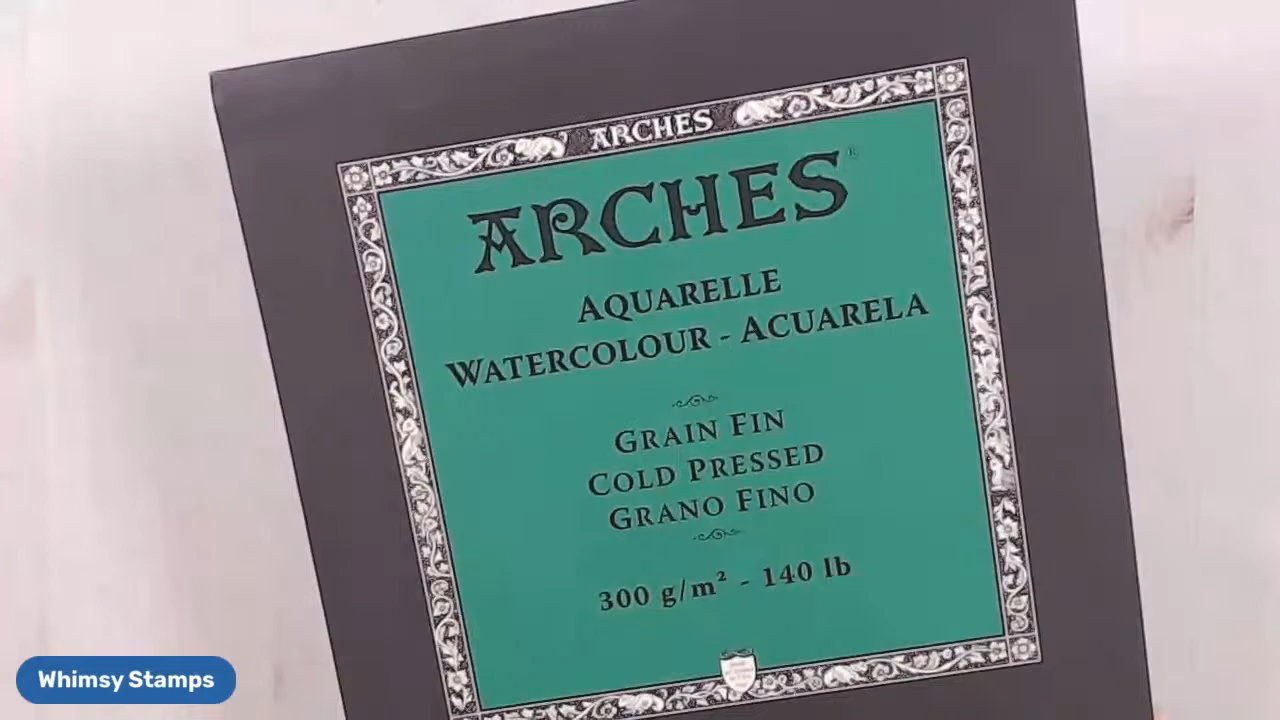 ARCHES
ARCHES®
AQUARELLE
WATERCOLOUR - ACUARELA
GRAIN FIN
COLD PRESSED
GRANO FINO
300 g/m² - 140 lb
Whimsy Stamps